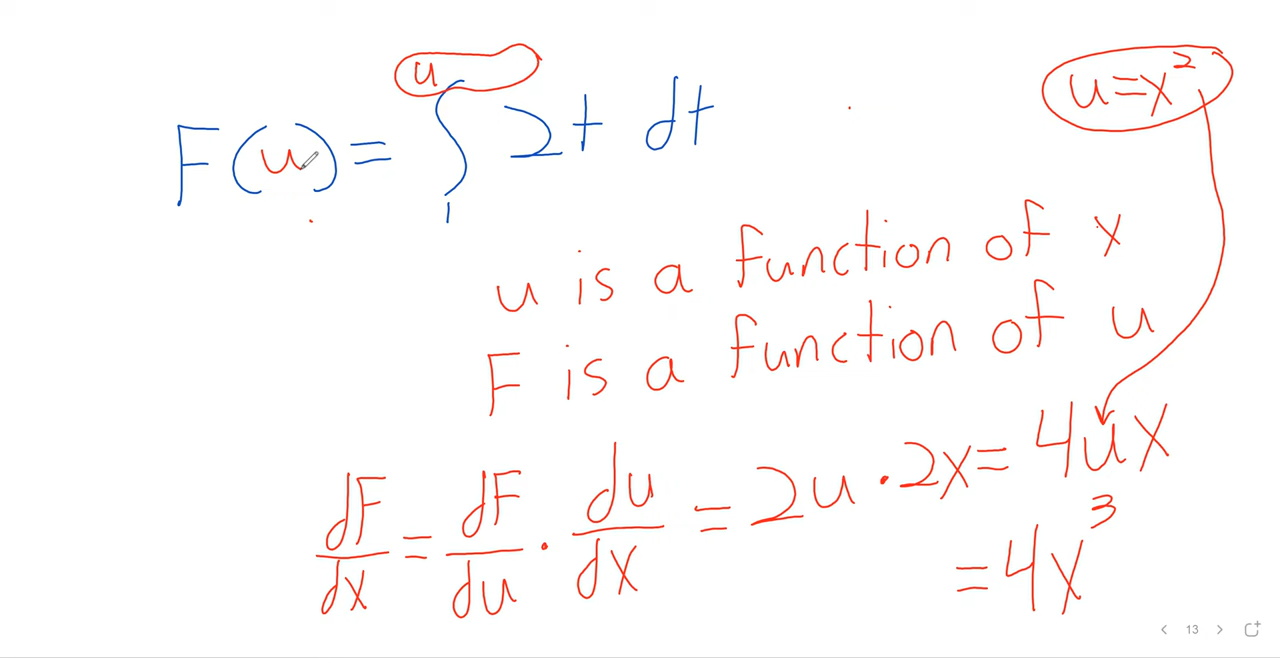 F(u) = ∫₁ᵘ 2t dt
u = x²
u is a function of x
F is a function of u
dF/dx = dF/du · du/dx = 2u · 2x = 4ux
= 4x³
13